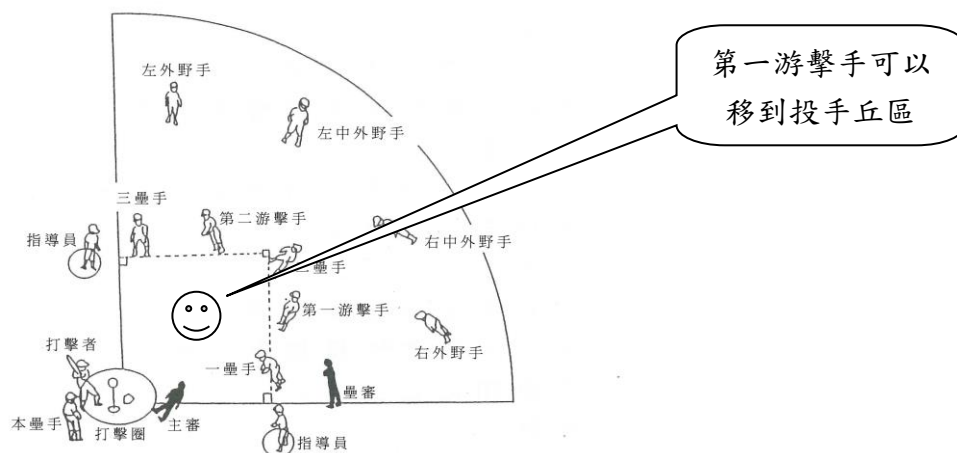 第一游擊手可以
移到投手丘區
左外野手
左中外野手
三壘手
第二游擊手
指導員
右中外野手
二壘手
第一游擊手
打擊者
右外野手
一壘手
壘審
本壘手
打擊圈
主審
指導員